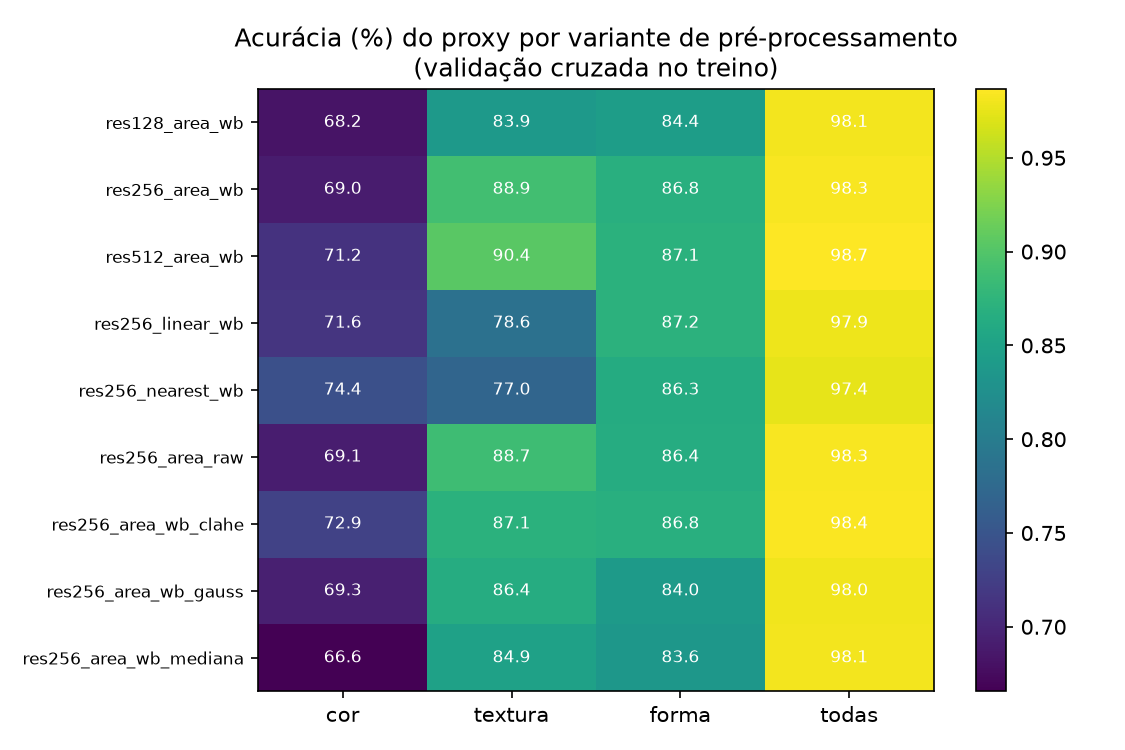 Acurácia (%) do proxy por variante de pré-processamento
(validação cruzada no treino)
res128_area_wb 68.2 83.9 84.4 98.1
res256_area_wb 69.0 88.9 86.8 98.3
res512_area_wb 71.2 90.4 87.1 98.7
res256_linear_wb 71.6 78.6 87.2 97.9
res256_nearest_wb 74.4 77.0 86.3 97.4
res256_area_raw 69.1 88.7 86.4 98.3
res256_area_wb_clahe 72.9 87.1 86.8 98.4
res256_area_wb_gauss 69.3 86.4 84.0 98.0
res256_area_wb_mediana 66.6 84.9 83.6 98.1
cor textura forma todas
0.95
0.90
0.85
0.80
0.75
0.70